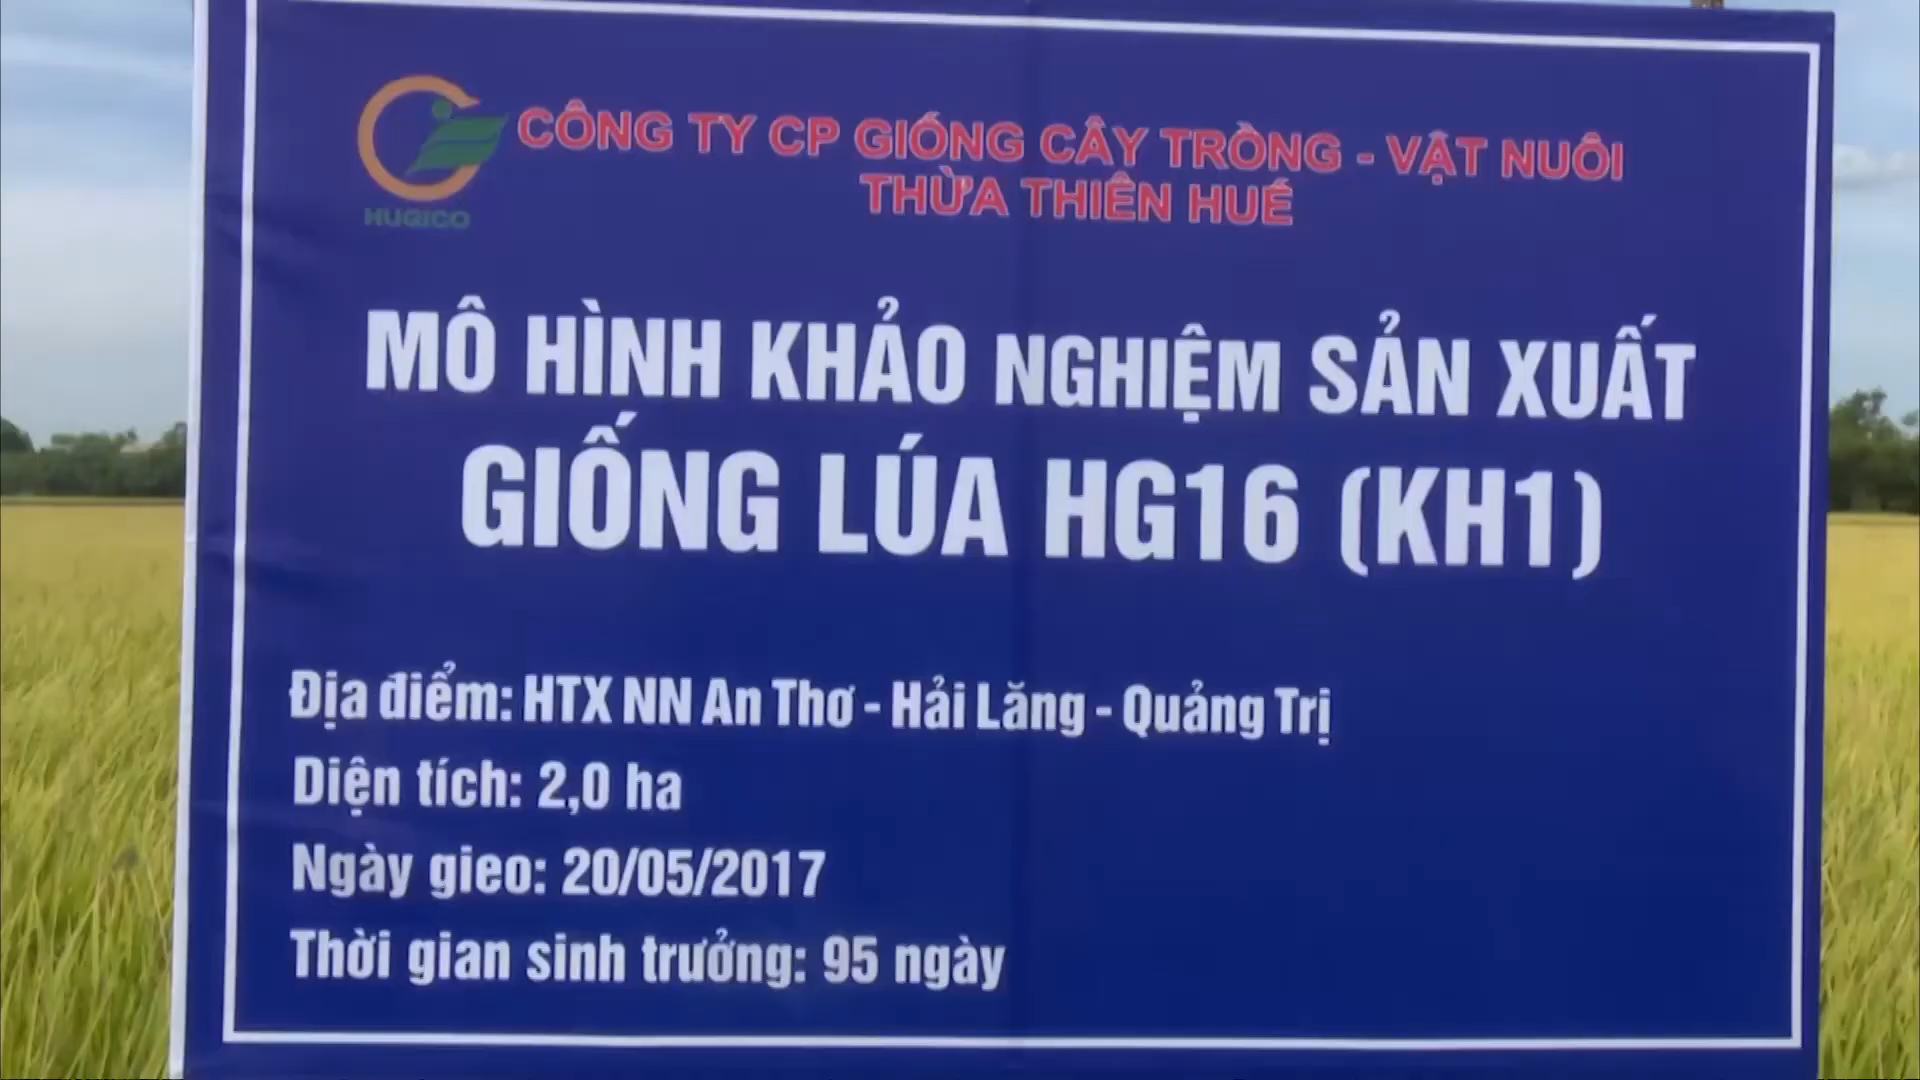 CÔNG TY CP GIỐNG CÂY TRỒNG - VẬT NUÔI
THỪA THIÊN HUẾ
HUGICO
MÔ HÌNH KHẢO NGHIỆM SẢN XUẤT
GIỐNG LÚA HG16 (KH1)
Địa điểm: HTX NN An Thơ - Hải Lăng - Quảng Trị
Diện tích: 2,0 ha
Ngày gieo: 20/05/2017
Thời gian sinh trưởng: 95 ngày